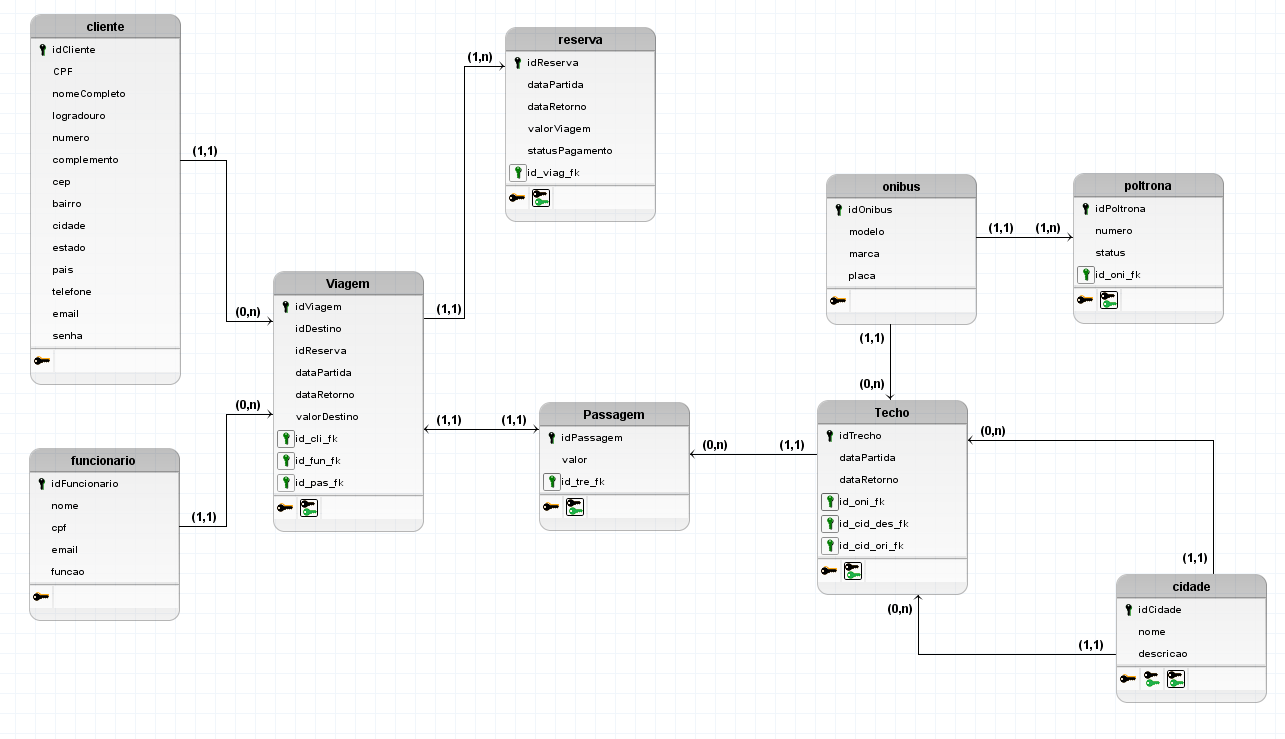 cliente
idCliente
CPF
nomeCompleto
logradouro
numero
complemento
cep
bairro
cidade
estado
pais
telefone
email
senha
(1,1)
(0,n)
funcionario
idFuncionario
nome
cpf
email
funcao
(1,1)
(0,n)
Viagem
idViagem
idDestino
idReserva
dataPartida
dataRetorno
valorDestino
id_cli_fk
id_fun_fk
id_pas_fk
(1,1)
(1,n)
reserva
idReserva
dataPartida
dataRetorno
valorViagem
statusPagamento
id_viag_fk
(1,1)
(1,1)
Passagem
idPassagem
valor
id_tre_fk
(0,n)
(1,1)
onibus
idOnibus
modelo
marca
placa
(1,1)
(1,n)
poltrona
idPoltrona
numero
status
id_oni_fk
(1,1)
(0,n)
Techo
idTrecho
dataPartida
dataRetorno
id_oni_fk
id_cid_des_fk
id_cid_ori_fk
(0,n)
(1,1)
(0,n)
(1,1)
cidade
idCidade
nome
descricao